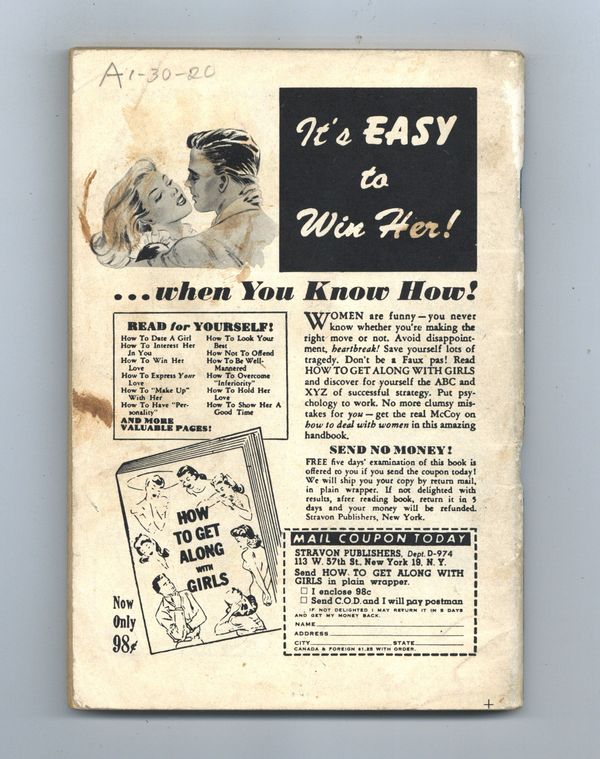 A1-30-20
It's EASY
to
Win Her!
...when You Know How!
READ for YOURSELF!
How To Date A Girl
How To Interest Her
In You
How To Win Her
Love
How To Express Your
Love
How To "Make Up"
With Her
How To Have "Per-
sonality"
AND MORE
VALUABLE PAGES!
How To Look Your
Best
How Not To Offend
How To Be Well-
Mannered
How To Overcome
"Inferiority"
How To Hold Her
Love
How To Show Her A
Good Time
WOMEN are funny—you never
know whether you're making the
right move or not. Avoid disappoint-
ment, heartbreak! Save yourself lots of
tragedy. Don't be a Faux pas! Read
HOW TO GET ALONG WITH GIRLS
and discover for yourself the ABC and
XYZ of successful strategy. Put psy-
chology to work. No more clumsy mis-
takes for you—get the real McCoy on
how to deal with women in this amazing
handbook.
SEND NO MONEY!
FREE five days' examination of this book is
offered to you if you send the coupon today!
We will ship you your copy by return mail,
in plain wrapper. If not delighted with
results, after reading book, return it in 5
days and your money will be refunded.
Stravon Publishers, New York.
HOW
TO GET
ALONG
WITH
GIRLS
Now
Only
98¢
MAIL COUPON TODAY
STRAVON PUBLISHERS, Dept. D-974
113 W. 57th St., New York 19, N. Y.
Send HOW TO GET ALONG WITH
GIRLS in plain wrapper.
I enclose 98c
Send C.O.D. and I will pay postman
IF NOT DELIGHTED I MAY RETURN IT IN 5 DAYS
AND GET MY MONEY BACK.
NAME
ADDRESS
CITY STATE
CANADA & FOREIGN $1.25 WITH ORDER.